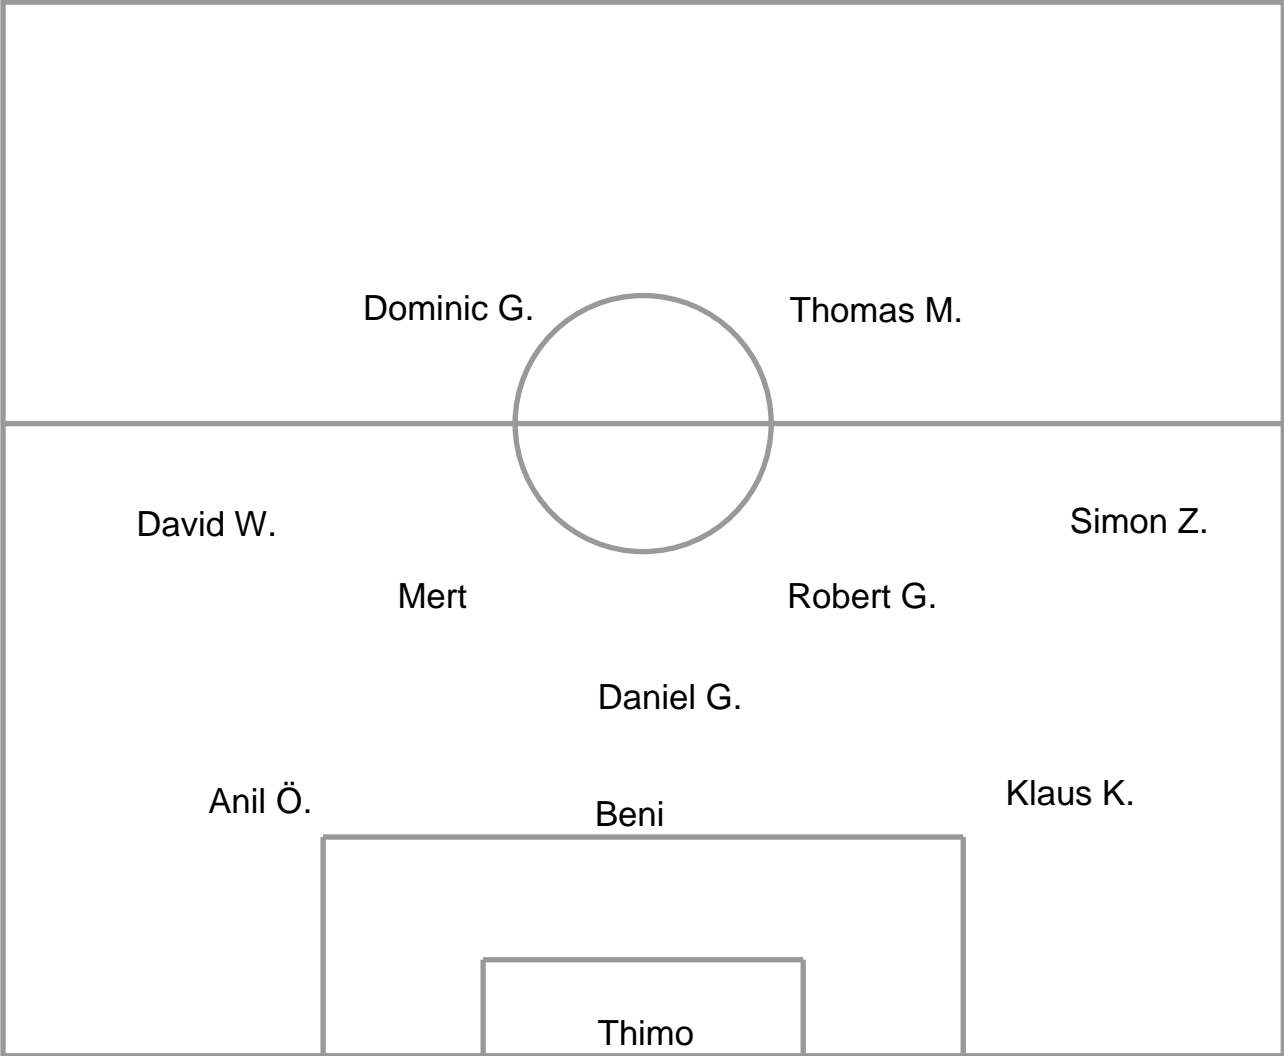 Dominic G.
Thomas M.
David W.
Simon Z.
Mert
Robert G.
Daniel G.
Anil Ö.
Beni
Klaus K.
Thimo